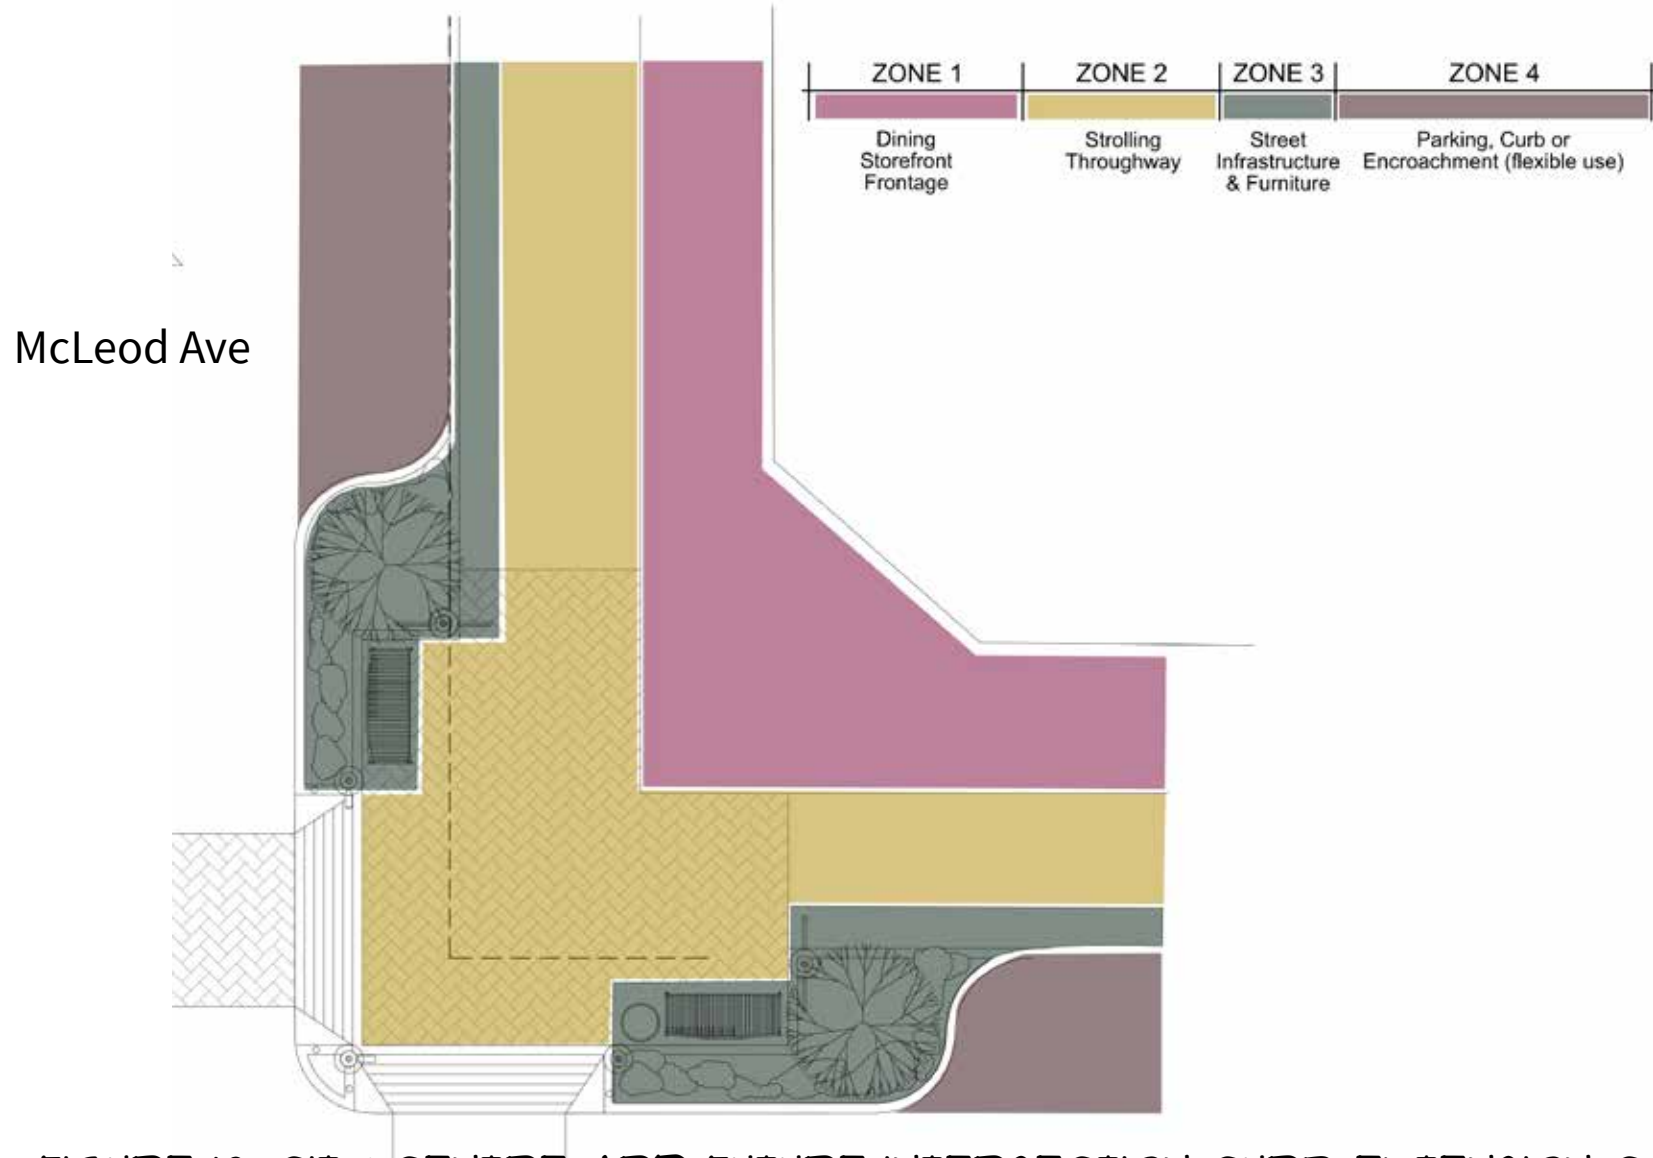 ZONE 1
ZONE 2
ZONE 3
ZONE 4
Dining
Storefront
Frontage
Strolling
Throughway
Street
Infrastructure
& Furniture
Parking, Curb or
Encroachment (flexible use)
McLeod Ave